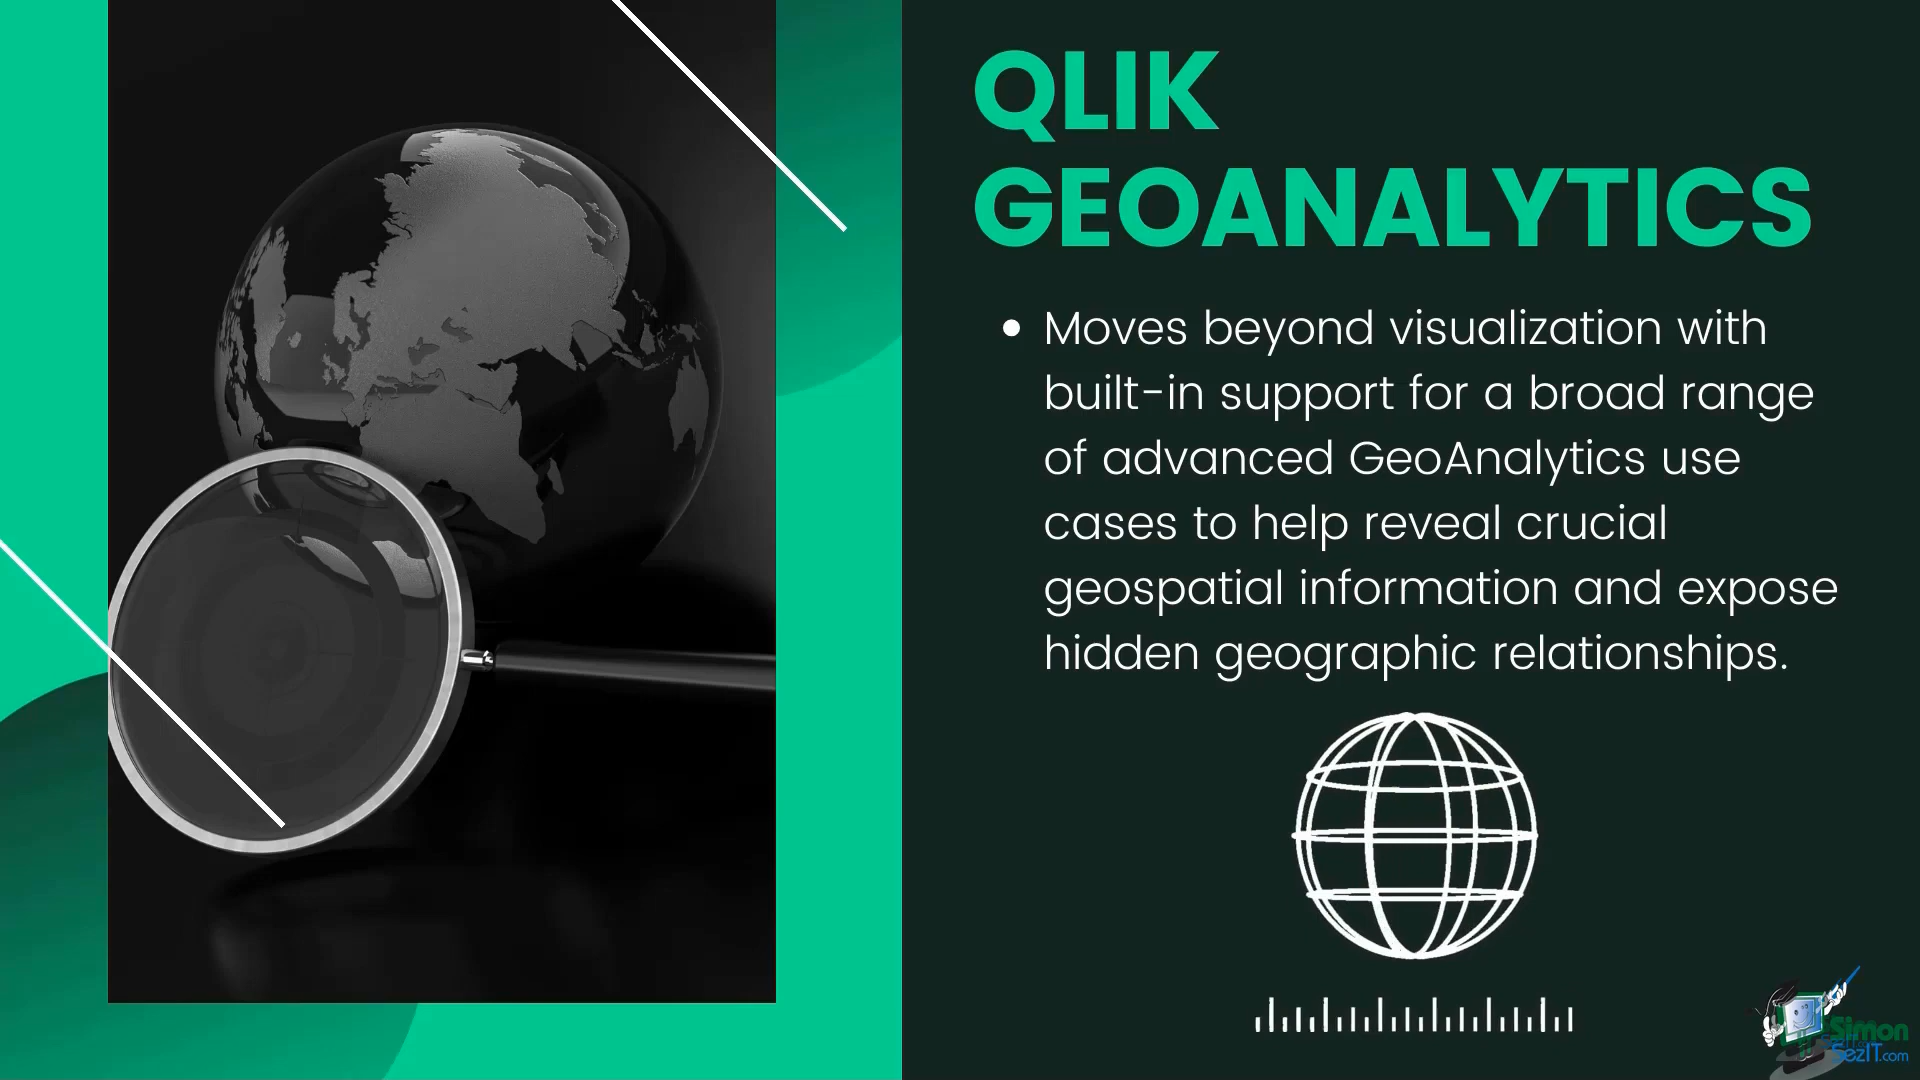 QLIK
GEOANALYTICS
• Moves beyond visualization with
built-in support for a broad range
of advanced GeoAnalytics use
cases to help reveal crucial
geospatial information and expose
hidden geographic relationships.
Simon
SezIT.com